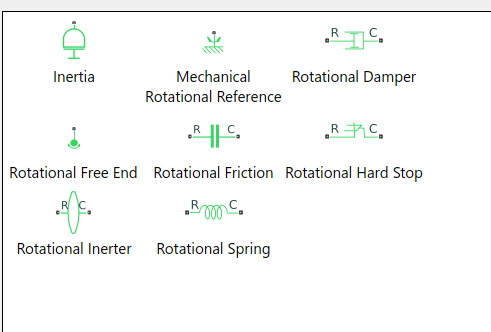 R C
Inertia Mechanical Rotational Damper
Rotational Reference
R C R C
Rotational Free End Rotational Friction Rotational Hard Stop
R C R C
Rotational Inerter Rotational Spring